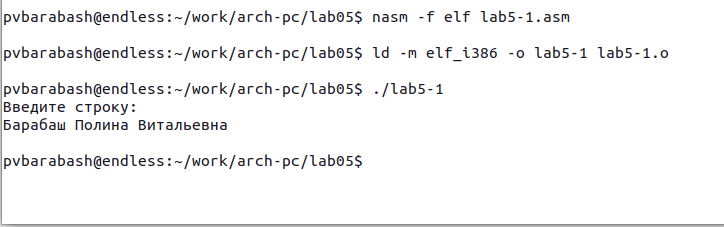 pvbarabash@endless:~/work/arch-pc/lab05$ nasm -f elf lab5-1.asm
pvbarabash@endless:~/work/arch-pc/lab05$ ld -m elf_i386 -o lab5-1 lab5-1.o
pvbarabash@endless:~/work/arch-pc/lab05$ ./lab5-1
Введите строку:
Барабаш Полина Витальевна
pvbarabash@endless:~/work/arch-pc/lab05$